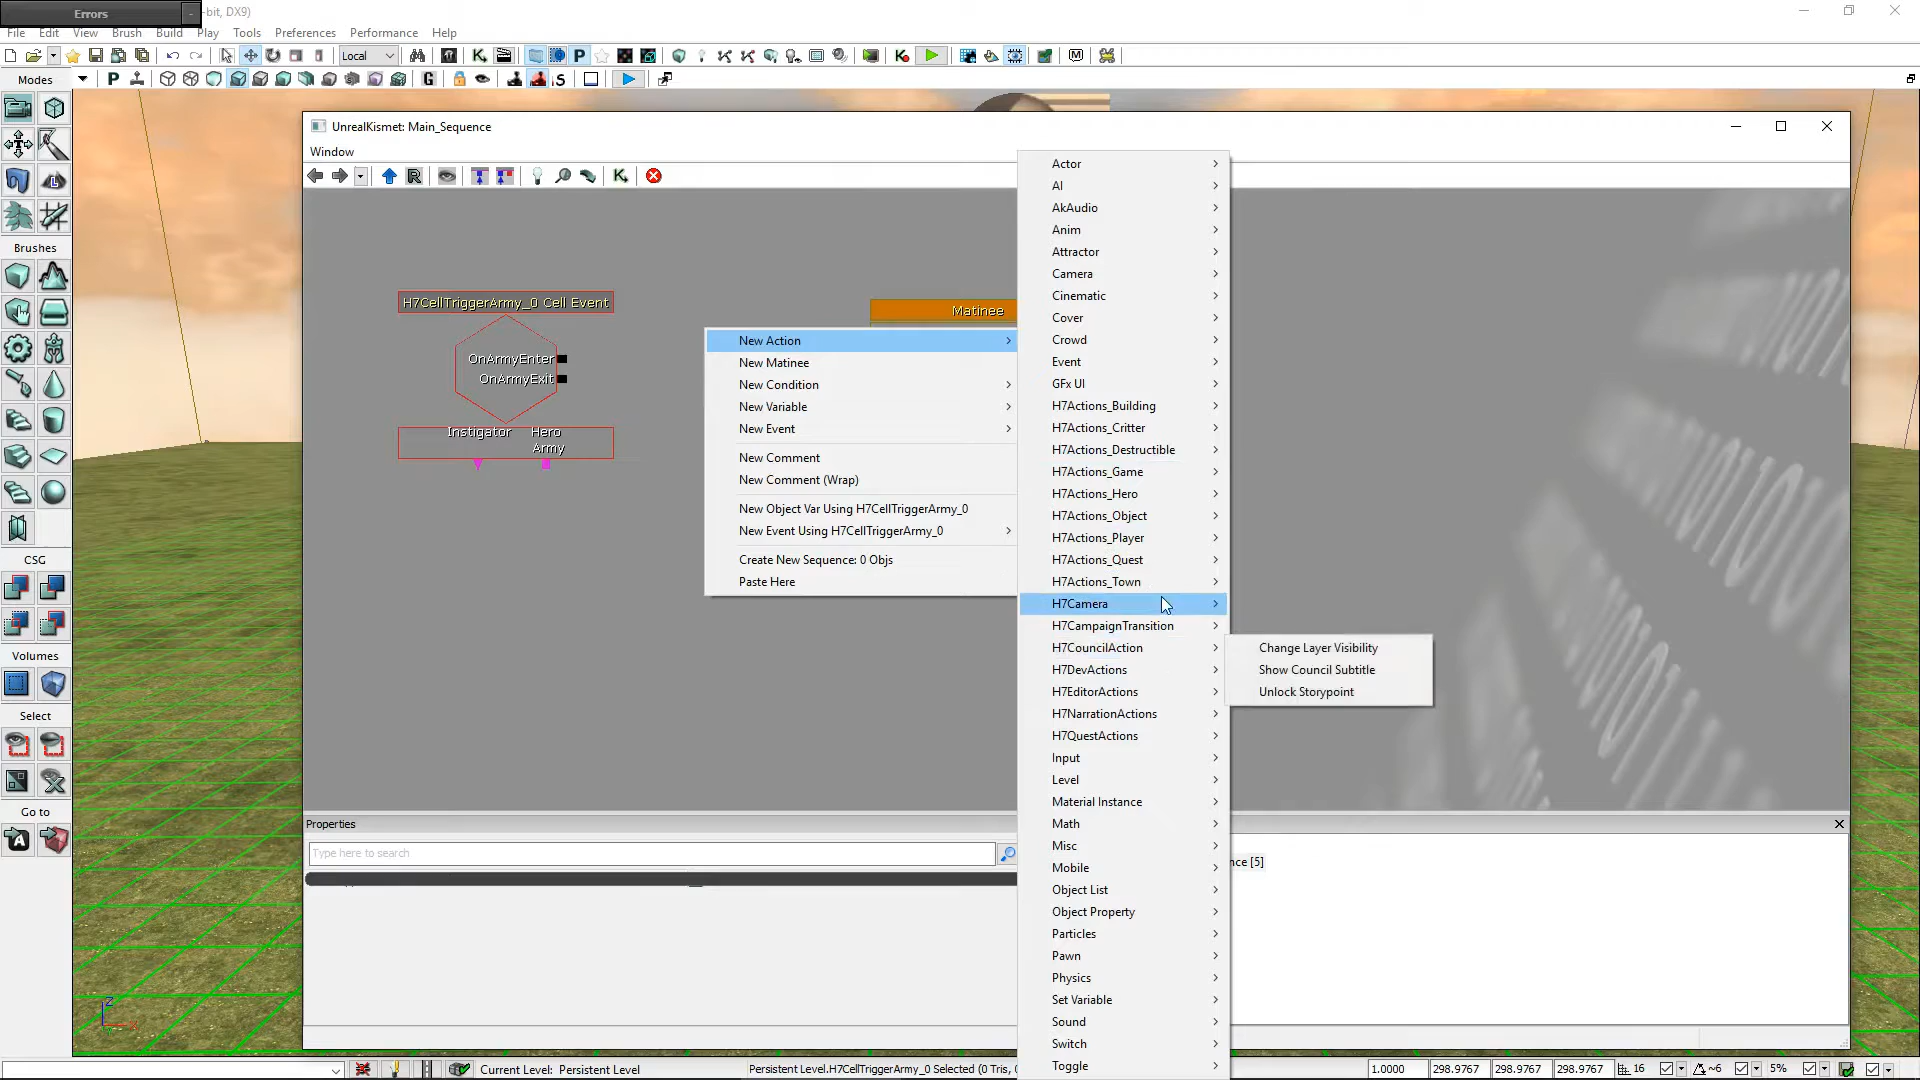 Errors
-
-bit, DX9)
File Edit View Brush Build Play Tools Preferences Performance Help
Local
Modes
UnrealKismet: Main_Sequence
Window
H7CellTriggerArmy_0 Cell Event
OnArmyEnter
OnArmyExit
Instigator Hero
Army
Matinee
New Action
New Matinee
New Condition
New Variable
New Event
New Comment
New Comment (Wrap)
New Object Var Using H7CellTriggerArmy_0
New Event Using H7CellTriggerArmy_0
Create New Sequence: 0 Objs
Paste Here
Actor
AI
AkAudio
Anim
Attractor
Camera
Cinematic
Cover
Crowd
Event
GFx UI
H7Actions_Building
H7Actions_Critter
H7Actions_Destructible
H7Actions_Game
H7Actions_Hero
H7Actions_Object
H7Actions_Player
H7Actions_Quest
H7Actions_Town
H7Camera
H7CampaignTransition
H7CouncilAction
H7DevActions
H7EditorActions
H7NarrationActions
H7QuestActions
Input
Level
Material Instance
Math
Misc
Mobile
Object List
Object Property
Particles
Pawn
Physics
Set Variable
Sound
Switch
Toggle
Change Layer Visibility
Show Council Subtitle
Unlock Storypoint
Brushes
CSG
Volumes
Select
Go to
Properties
Type here to search
nce [5]
Current Level: Persistent Level
Persistent Level.H7CellTriggerArmy_0 Selected (0 Tris, 0
1.0000 298.9767 298.9767 298.9767 16 ~6 5%